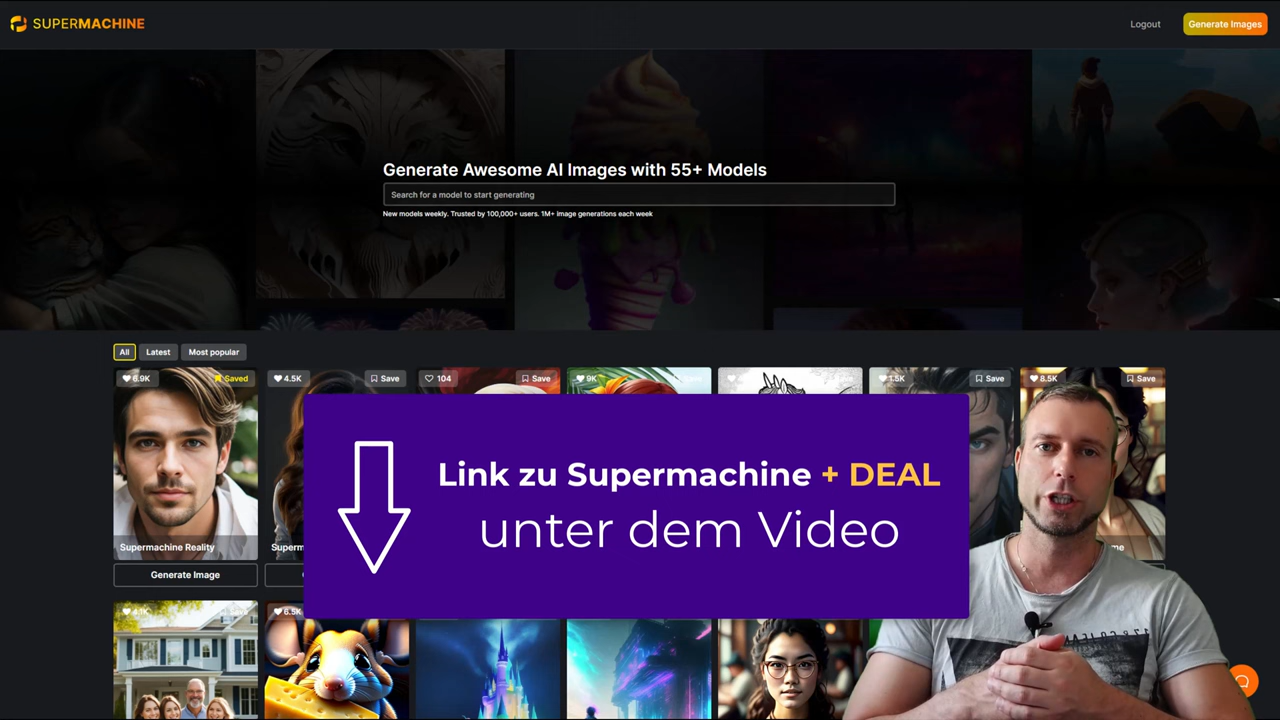 SUPERMACHINE
Logout
Generate Images
Generate Awesome AI Images with 55+ Models
Search for a model to start generating
New models weekly. Trusted by 100,000+ users. 1M+ image generations each week
All
Latest
Most popular
6.9K
Saved
4.5K
Save
104
Save
9K
Save
8.5K
Save
Link zu Supermachine + DEAL
unter dem Video
Supermachine Reality
Generate Image
6.5K